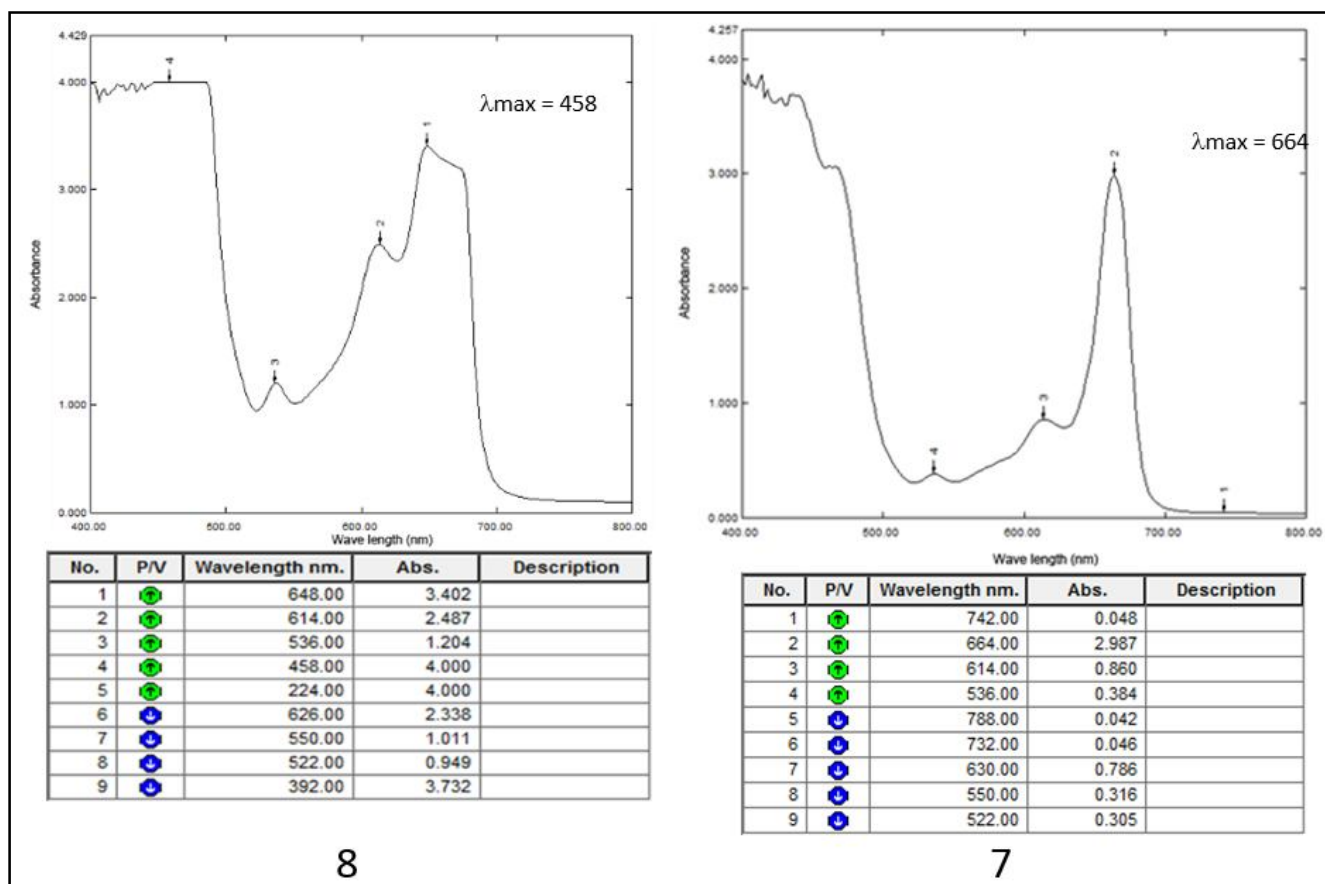 4.429
4.000
3.000
2.000
1.000
0.000
Absorbance
4
3
2
1
λmax = 458
400.00 500.00 600.00 700.00 800.00
Wave length (nm)
No. P/V Wavelength nm. Abs. Description
1 648.00 3.402
2 614.00 2.487
3 536.00 1.204
4 458.00 4.000
5 224.00 4.000
6 626.00 2.338
7 550.00 1.011
8 522.00 0.949
9 392.00 3.732
8
4.257
4.000
3.000
2.000
1.000
0.000
Absorbance
4
3
2
1
λmax = 664
400.00 500.00 600.00 700.00 800.00
Wave length (nm)
No. P/V Wavelength nm. Abs. Description
1 742.00 0.048
2 664.00 2.987
3 614.00 0.860
4 536.00 0.384
5 788.00 0.042
6 732.00 0.046
7 630.00 0.786
8 550.00 0.316
9 522.00 0.305
7